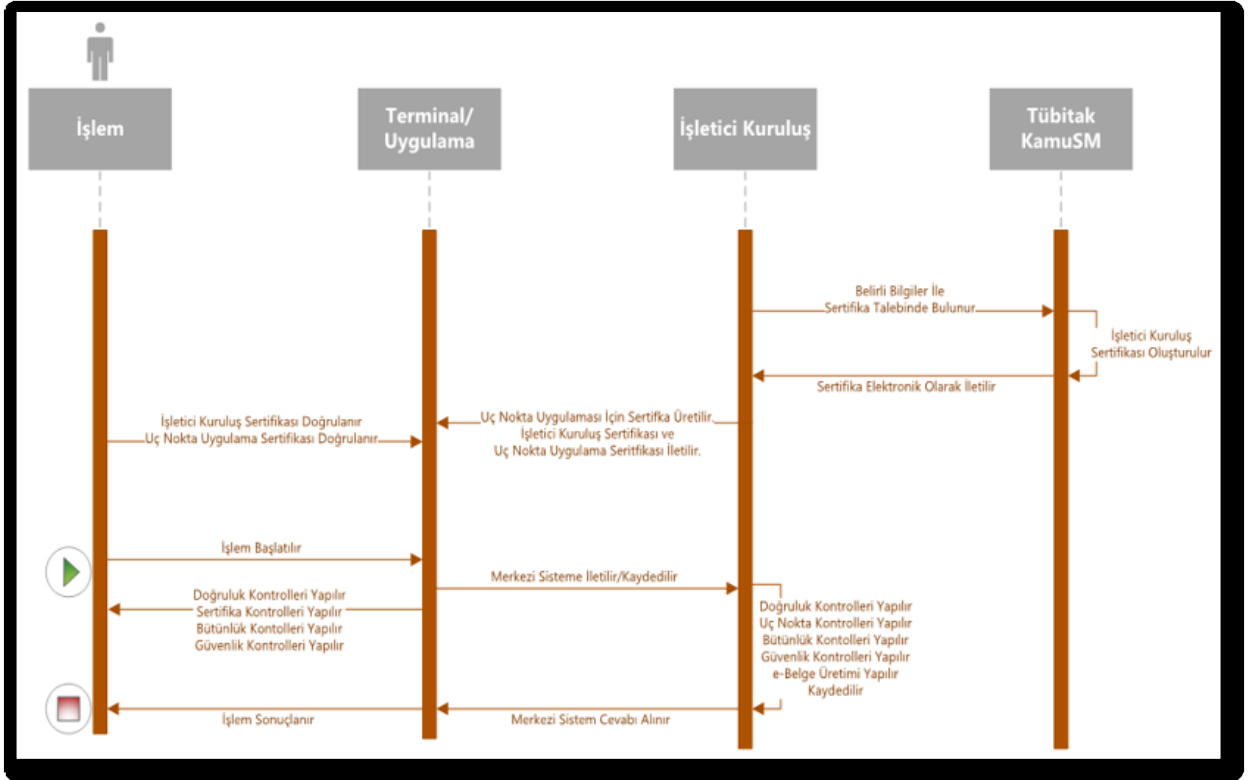 İşlem
Terminal/
Uygulama
İşletici Kuruluş
Tübitak
KamuSM
Belirli Bilgiler İle
Sertifika Talebinde Bulunur
İşletici Kuruluş
Sertifikası Oluşturulur
Sertifika Elektronik Olarak İletilir
İşletici Kuruluş Sertifikası Doğrulanır
Uç Nokta Uygulama Sertifikası Doğrulanır
Uç Nokta Uygulaması İçin Sertifka Üretilir.
İşletici Kuruluş Sertifikası ve
Uç Nokta Uygulama Seritfikası İletilir.
İşlem Başlatılır
Merkezi Sisteme İletilir/Kaydedilir
Doğruluk Kontrolleri Yapılır
Sertifika Kontrolleri Yapılır
Bütünlük Kontolleri Yapılır
Güvenlik Kontrolleri Yapılır
Doğruluk Kontrolleri Yapılır
Uç Nokta Kontrolleri Yapılır
Bütünlük Kontolleri Yapılır
Güvenlik Kontrolleri Yapılır
e-Belge Üretimi Yapılır
Kaydedilir
İşlem Sonuçlanır
Merkezi Sistem Cevabı Alınır